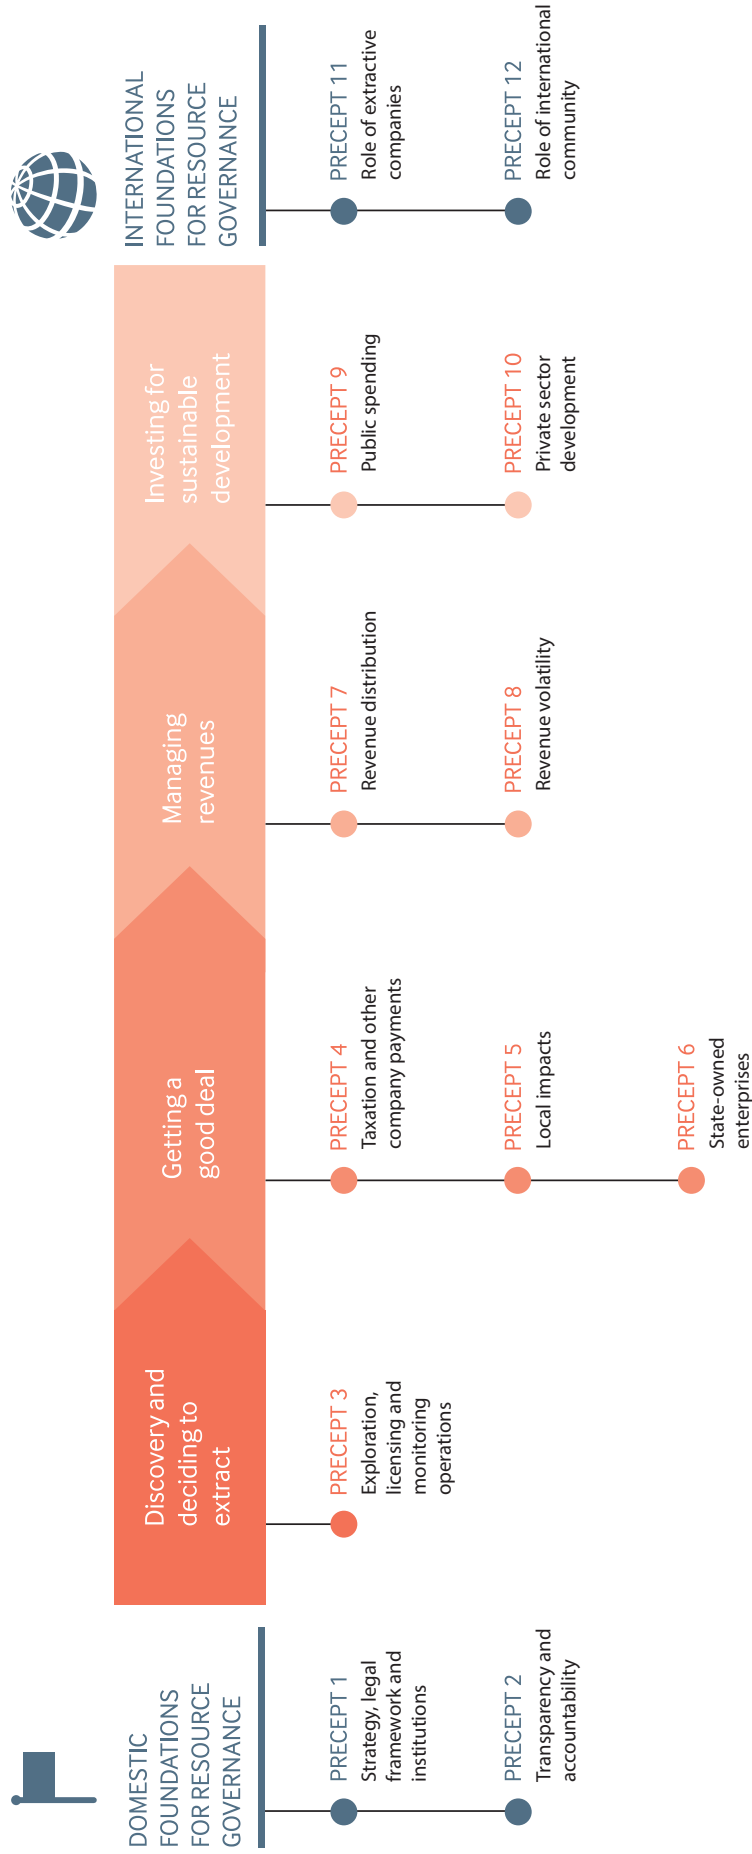 DOMESTIC
FOUNDATIONS
FOR RESOURCE
GOVERNANCE
PRECEPT 1
Strategy, legal
framework and
institutions
PRECEPT 2
Transparency and
accountability
Discovery and
deciding to
extract
PRECEPT 3
Exploration,
licensing and
monitoring
operations
Getting a
good deal
PRECEPT 4
Taxation and other
company payments
PRECEPT 5
Local impacts
PRECEPT 6
State-owned
enterprises
Managing
revenues
PRECEPT 7
Revenue distribution
PRECEPT 8
Revenue volatility
Investing for
sustainable
development
PRECEPT 9
Public spending
PRECEPT 10
Private sector
development
INTERNATIONAL
FOUNDATIONS
FOR RESOURCE
GOVERNANCE
PRECEPT 11
Role of extractive
companies
PRECEPT 12
Role of international
community